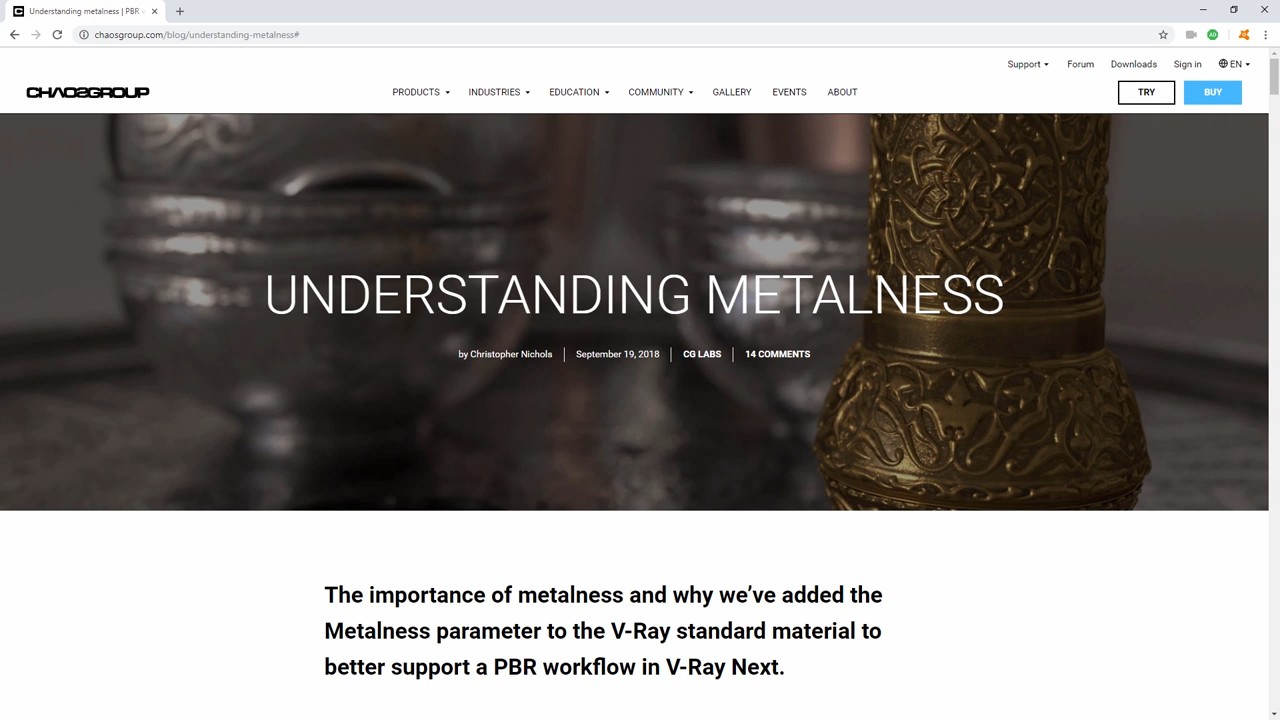 Understanding metalness | PBR
chaosgroup.com/blog/understanding-metalness#
Support Forum Downloads Sign in EN
CHAOSGROUP PRODUCTS INDUSTRIES EDUCATION COMMUNITY GALLERY EVENTS ABOUT TRY BUY
UNDERSTANDING METALNESS
by Christopher Nichols September 19, 2018 CG LABS 14 COMMENTS
The importance of metalness and why we’ve added the
Metalness parameter to the V-Ray standard material to
better support a PBR workflow in V-Ray Next.